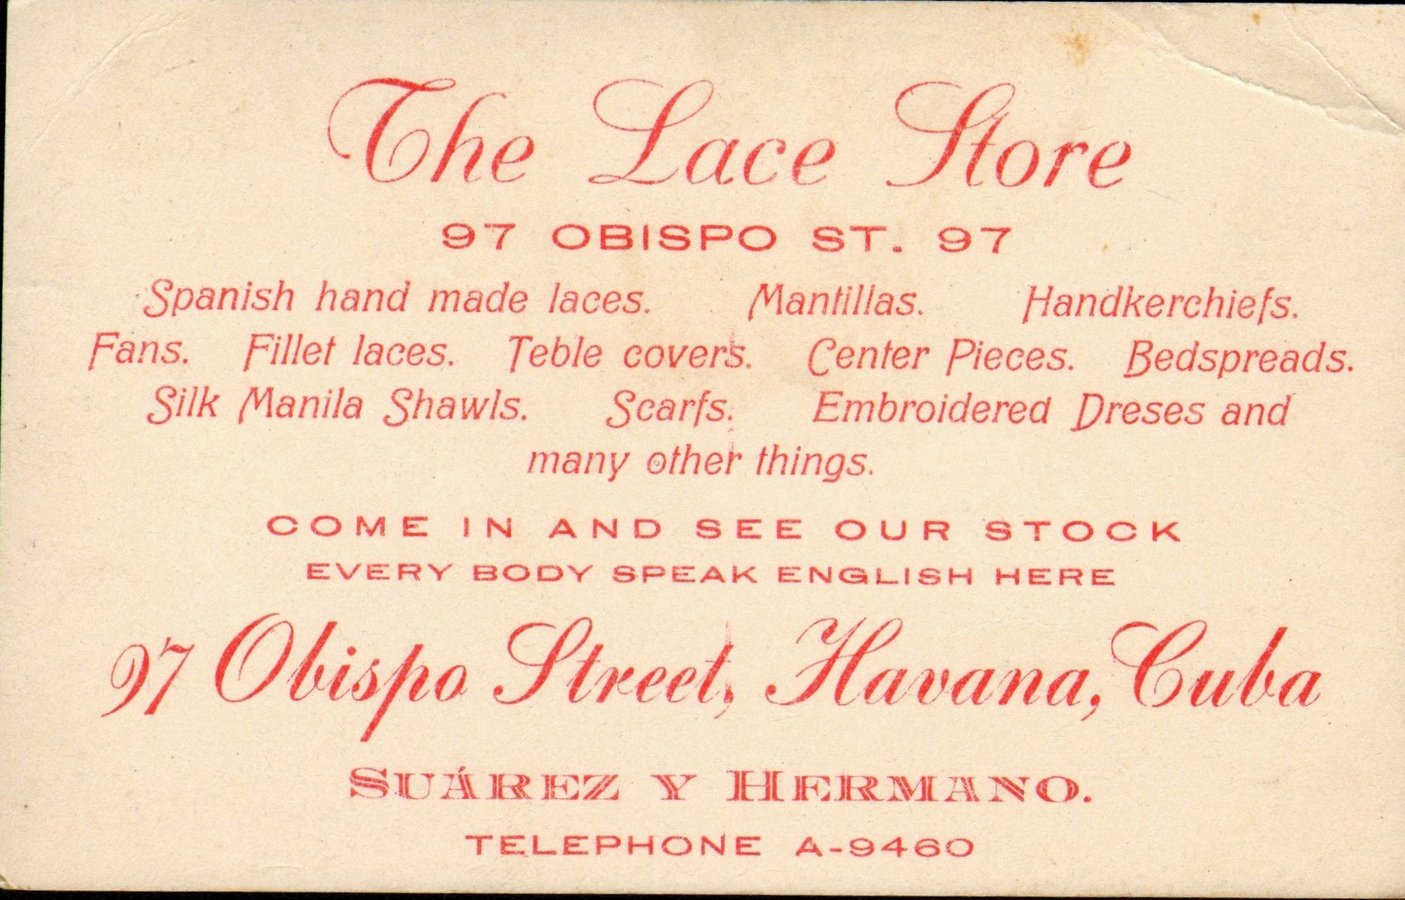 The Lace Store
97 OBISPO ST. 97
Spanish hand made laces. Mantillas. Handkerchiefs.
Fans. Fillet laces. Teble covers. Center Pieces. Bedspreads.
Silk Manila Shawls. Scarfs. Embroidered Dreses and
many other things.
COME IN AND SEE OUR STOCK
EVERY BODY SPEAK ENGLISH HERE
97 Obispo Street, Havana, Cuba
SUÁREZ Y HERMANO.
TELEPHONE A-9460